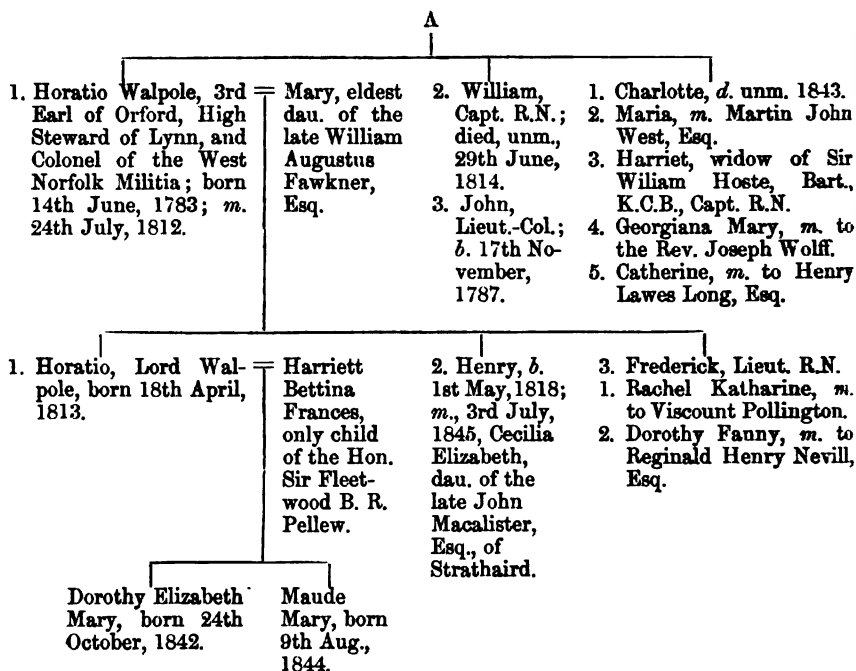 A
1. Horatio Walpole, 3rd
Earl of Orford, High
Steward of Lynn, and
Colonel of the West
Norfolk Militia; born
14th June, 1783; m.
24th July, 1812.
= Mary, eldest
dau. of the
late William
Augustus
Fawkner,
Esq.
2. William,
Capt. R.N.;
died, unm.,
29th June,
1814.
3. John,
Lieut.-Col.;
b. 17th No-
vember,
1787.
1. Charlotte, d. unm. 1843.
2. Maria, m. Martin John
West, Esq.
3. Harriet, widow of Sir
Wiliam Hoste, Bart.,
K.C.B., Capt. R.N.
4. Georgiana Mary, m. to
the Rev. Joseph Wolff.
5. Catherine, m. to Henry
Lawes Long, Esq.
1. Horatio, Lord Wal-
pole, born 18th April,
1813.
= Harriett
Bettina
Frances,
only child
of the Hon.
Sir Fleet-
wood B. R.
Pellew.
2. Henry, b.
1st May, 1818;
m., 3rd July,
1845, Cecilia
Elizabeth,
dau. of the
late John
Macalister,
Esq., of
Strathaird.
3. Frederick, Lieut. R.N.
1. Rachel Katharine, m.
to Viscount Pollington.
2. Dorothy Fanny, m. to
Reginald Henry Nevill,
Esq.
Dorothy Elizabeth
Mary, born 24th
October, 1842.
Maude
Mary, born
9th Aug.,
1844.